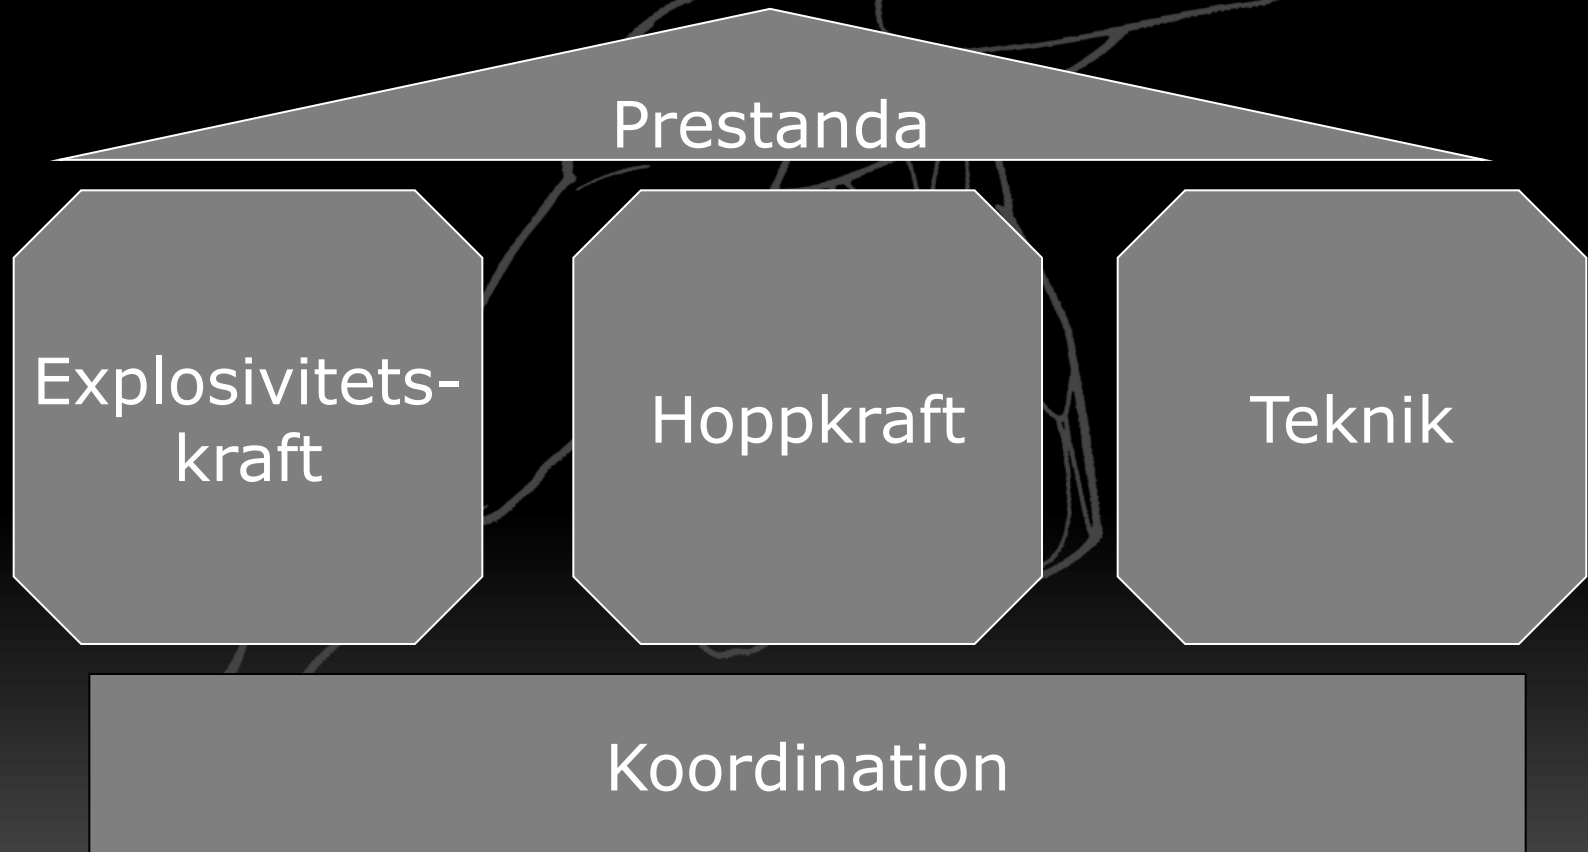 Prestanda
Explosivitets-
kraft
Hoppkraft
Teknik
Koordination